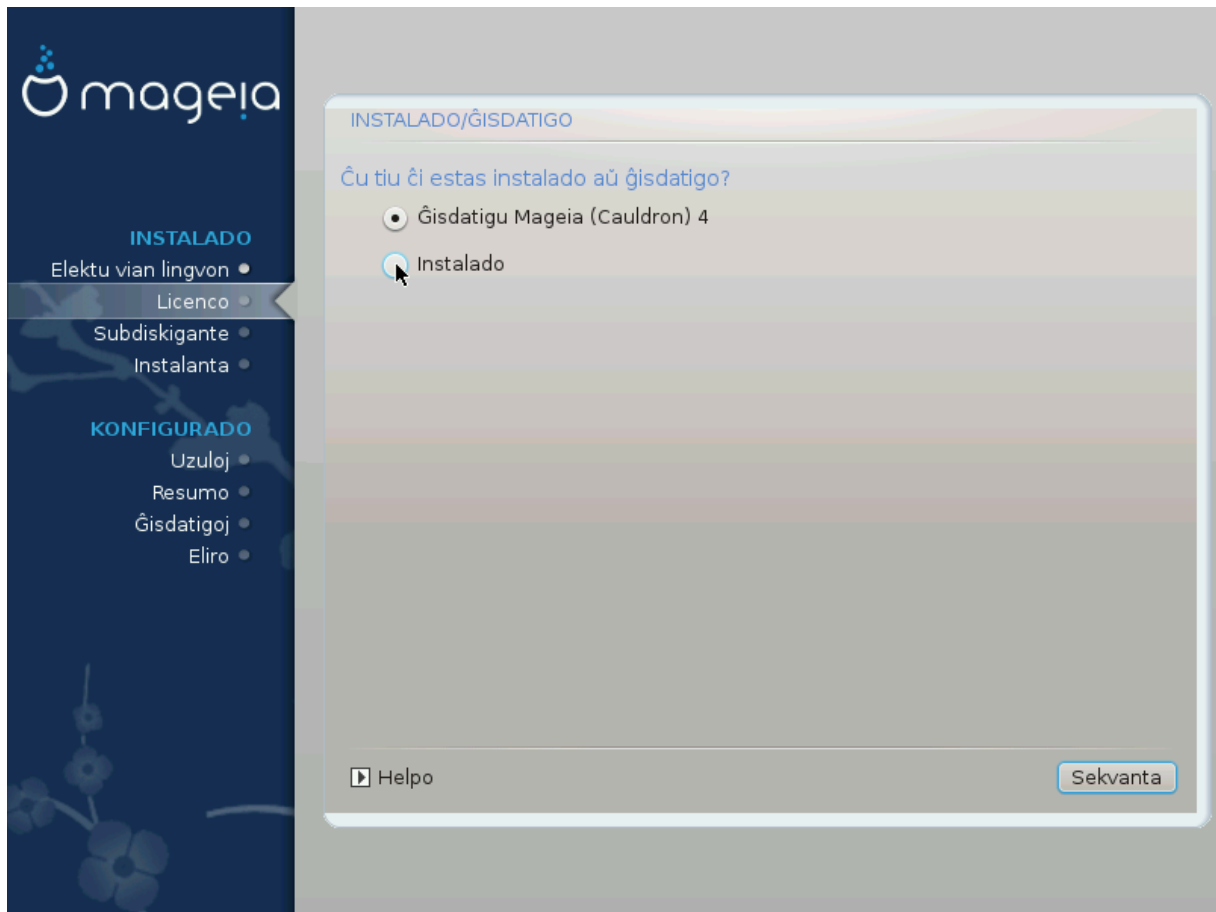 mageia
INSTALADO
Elektu vian lingvon
Licenco
Subdiskigante
Instalanta
KONFIGURADO
Uzuloj
Resumo
Ĝisdatigoj
Eliro
INSTALADO/ĜISDATIGO
Ĉu tiu ĉi estas instalado aŭ ĝisdatigo?
Ĝisdatigu Mageia (Cauldron) 4
Instalado
Helpo
Sekvanta